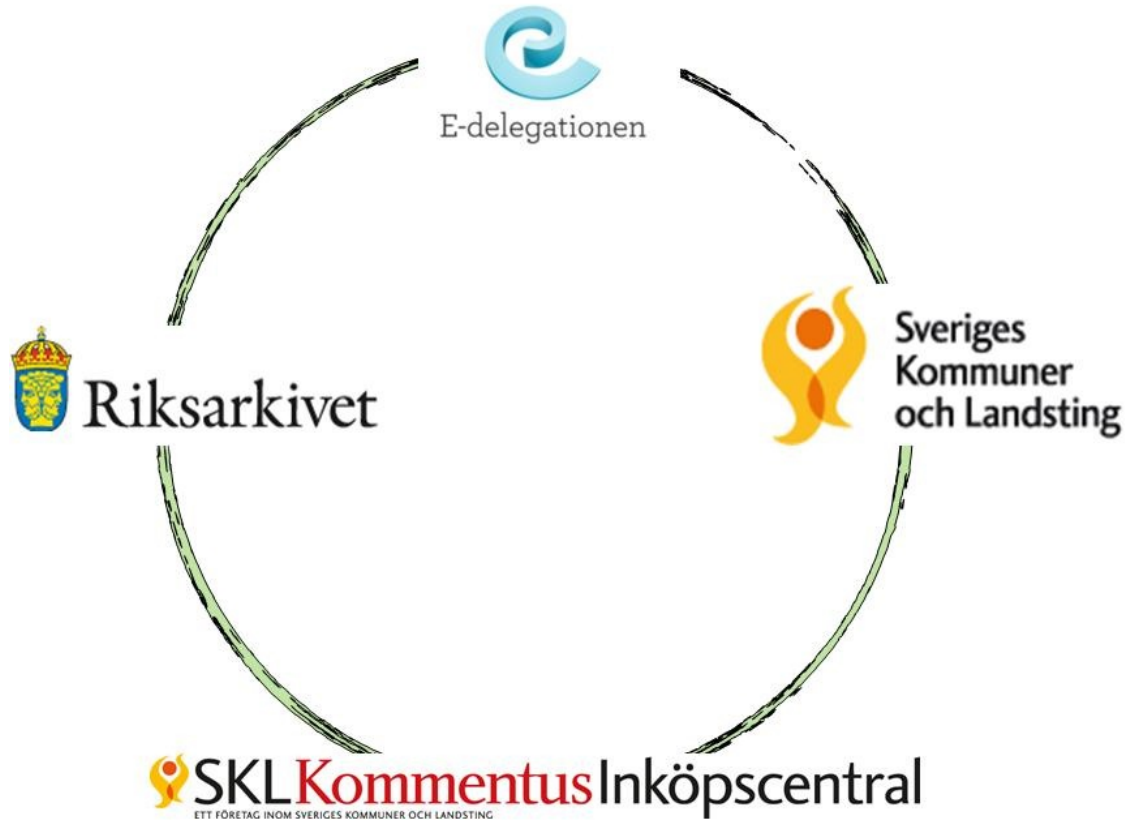 E-delegationen
Sveriges
Kommuner
och Landsting
Riksarkivet
SKLKommentusInköpscentral
ETT FÖRETAG INOM SVERIGES KOMMUNER OCH LANDSTING